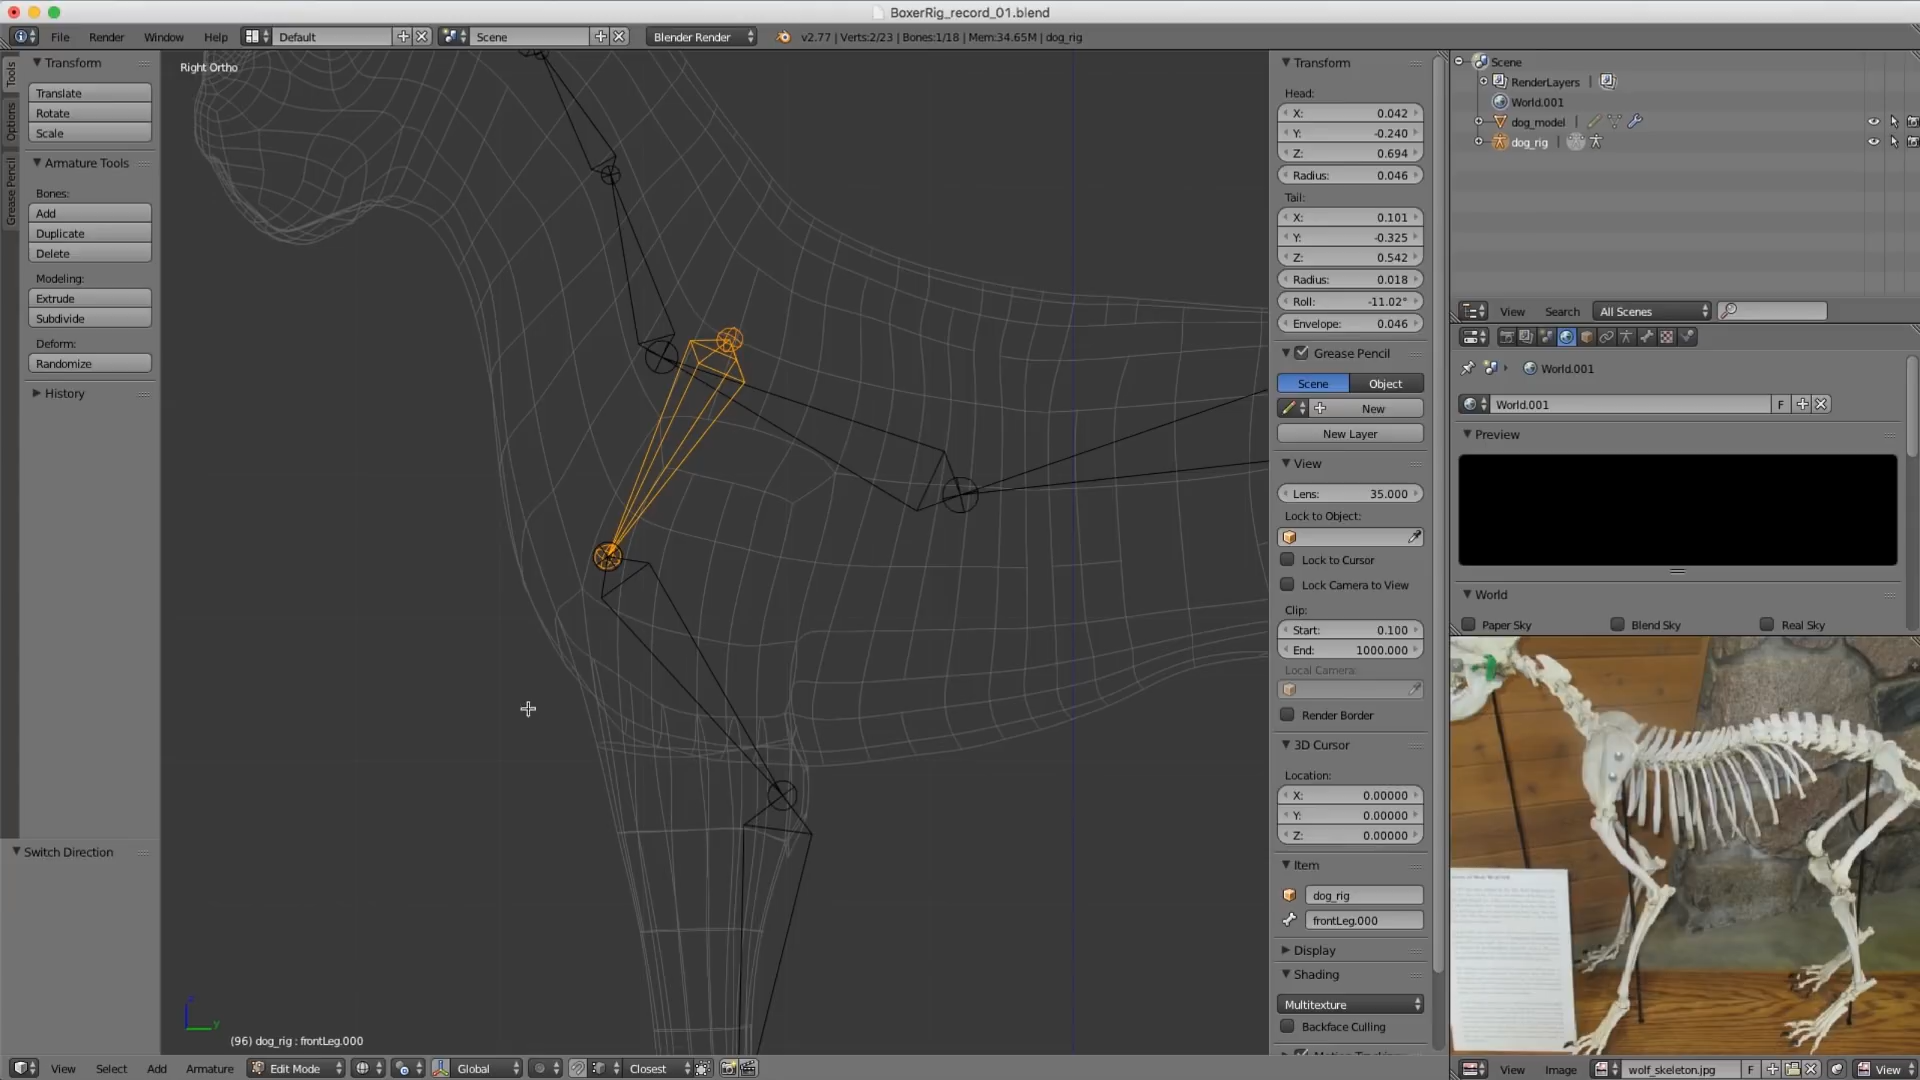 BoxerRig_record_01.blend
File Render Window Help Default Scene Blender Render v2.77 | Verts:2/23 | Bones:1/18 | Mem:34.65M | dog_rig
Tools
Options
Grease Pencil
Transform
Translate
Rotate
Scale
Armature Tools
Bones:
Add
Duplicate
Delete
Modeling:
Extrude
Subdivide
Deform:
Randomize
History
Switch Direction
Right Ortho
(96) dog_rig : frontLeg.000
View Select Add Armature Edit Mode Global Closest
Transform
Head:
X: 0.042
Y: -0.240
Z: 0.694
Radius: 0.046
Tail:
X: 0.101
Y: -0.325
Z: 0.542
Radius: 0.018
Roll: -11.02°
Envelope: 0.046
Grease Pencil
Scene Object
New
New Layer
View
Lens: 35.000
Lock to Object:
Lock to Cursor
Lock Camera to View
Clip:
Start: 0.100
End: 1000.000
Local Camera:
Render Border
3D Cursor
Location:
X: 0.00000
Y: 0.00000
Z: 0.00000
Item
dog_rig
frontLeg.000
Display
Shading
Multitexture
Backface Culling
Scene
RenderLayers
World.001
dog_model
dog_rig
View Search All Scenes
World.001
World.001 F
Preview
World
Paper Sky Blend Sky Real Sky
View Image wolf_skeleton.jpg F View